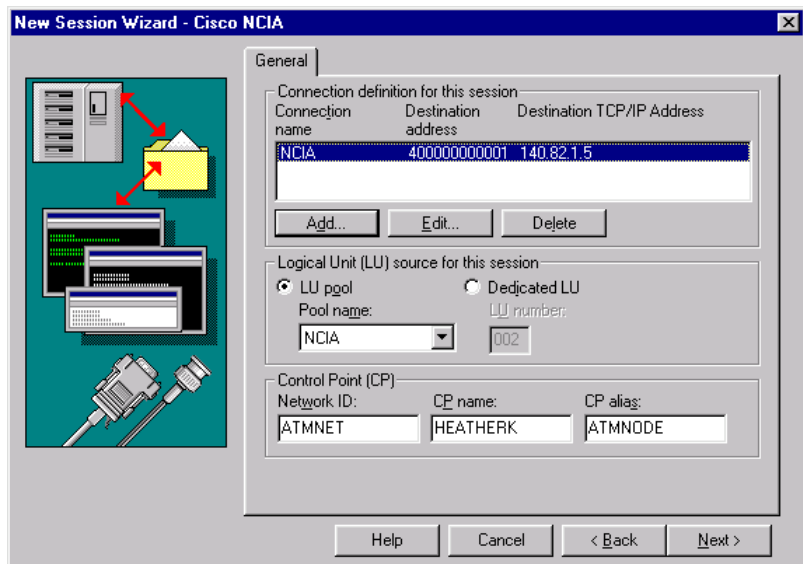 New Session Wizard - Cisco NCIA
General
Connection definition for this session
Connection name Destination address Destination TCP/IP Address
NCIA 400000000001 140.82.1.5
Add... Edit... Delete
Logical Unit (LU) source for this session
LU pool Dedicated LU
Pool name: LU number:
NCIA 002
Control Point (CP)
Network ID: CP name: CP alias:
ATMNET HEATHERK ATMNODE
Help Cancel < Back Next >